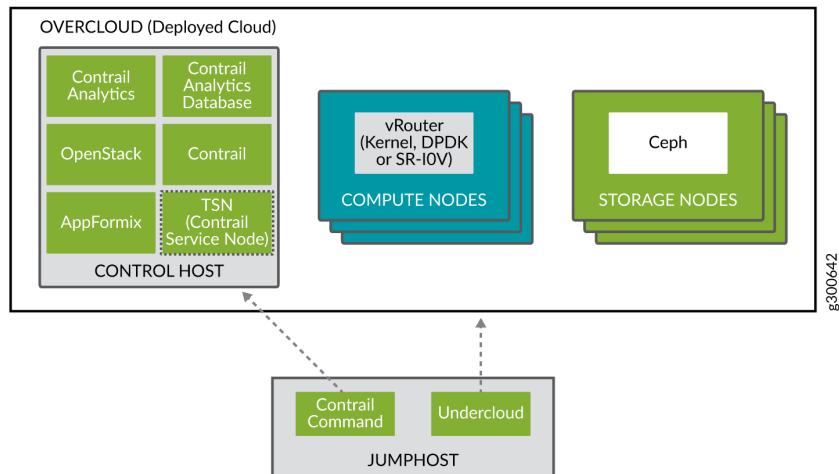 OVERCLOUD (Deployed Cloud)
Contrail
Analytics
Contrail
Analytics
Database
OpenStack
Contrail
AppFormix
TSN
(Contrail
Service Node)
CONTROL HOST
vRouter
(Kernel, DPDK
or SR-I0V)
COMPUTE NODES
Ceph
STORAGE NODES
g300642
Contrail
Command
Undercloud
JUMPHOST